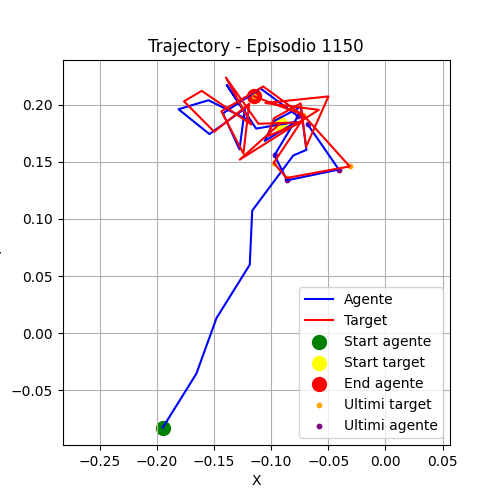 Trajectory - Episodio 1150
0.20
0.15
0.10
0.05
0.00
−0.05
−0.25
−0.20
−0.15
−0.10
−0.05
0.00
0.05
X
Agente
Target
Start agente
Start target
End agente
Ultimi target
Ultimi agente